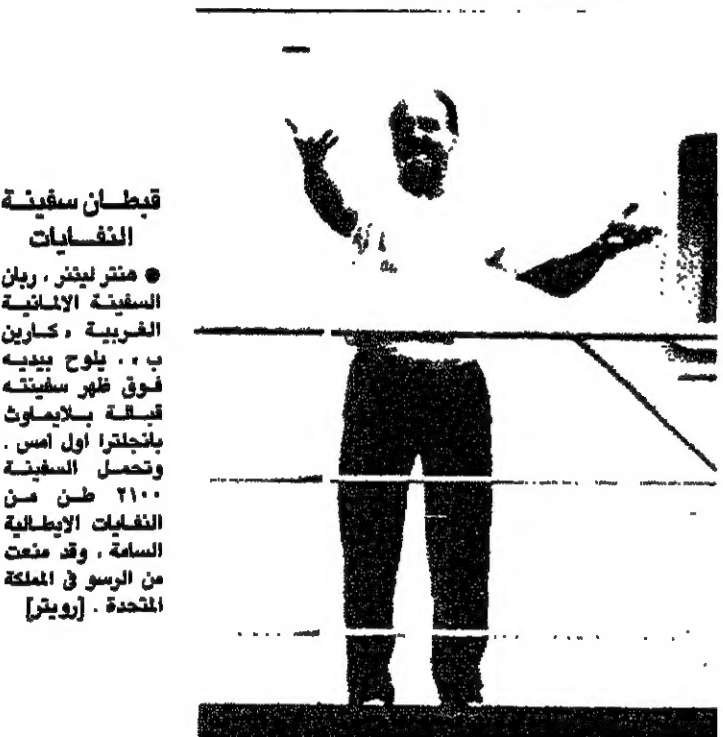 قبطان سفينة
النفايات
● هنتر ليتنر ، ربان
السفينة الالمانية
الغربية ، كارين
ب ، ، يلوح بيديه
فوق ظهر سفينته
قبالة بلايماوث
بانجلترا اول امس .
وتحمل السفينة
٢١٠٠ طن من
النفايات الايطالية
السامة ، وقد منعت
من الرسو في المملكة
المتحدة . [رويتر]